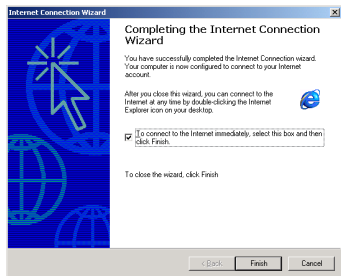 Internet Connection Wizard
Completing the Internet Connection
Wizard
You have successfully completed the Internet Connection wizard.
Your computer is now configured to connect to your Internet
account.
After you close this wizard, you can connect to the
Internet at any time by double-clicking the Internet
Explorer icon on your desktop.
To connect to the Internet immediately, select this box and then
click Finish.
To close the wizard, click Finish
< Back
Finish
Cancel